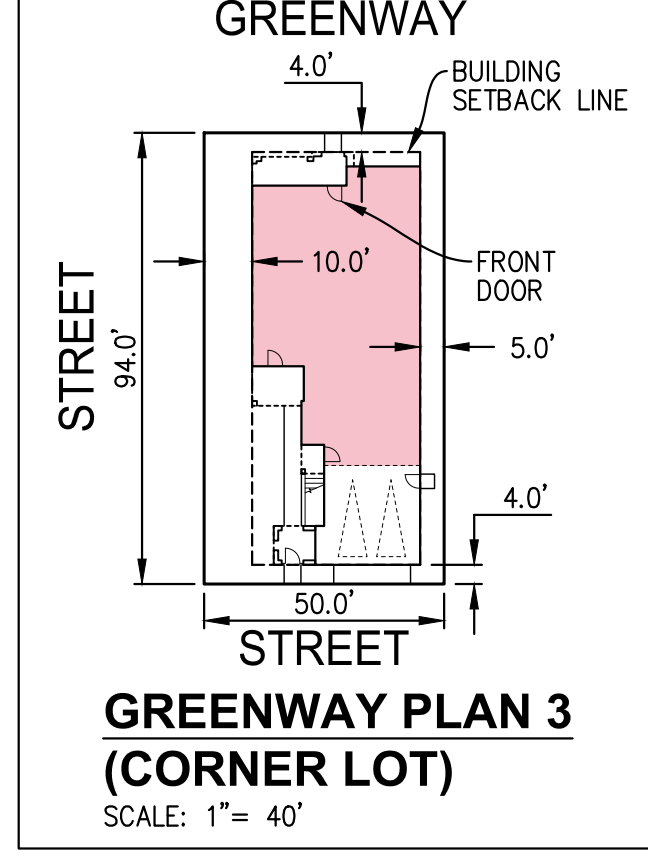 GREENWAY
4.0'
BUILDING
SETBACK LINE
10.0'
FRONT
DOOR
STREET
94.0'
5.0'
4.0'
50.0'
STREET
GREENWAY PLAN 3
(CORNER LOT)
SCALE: 1"= 40'